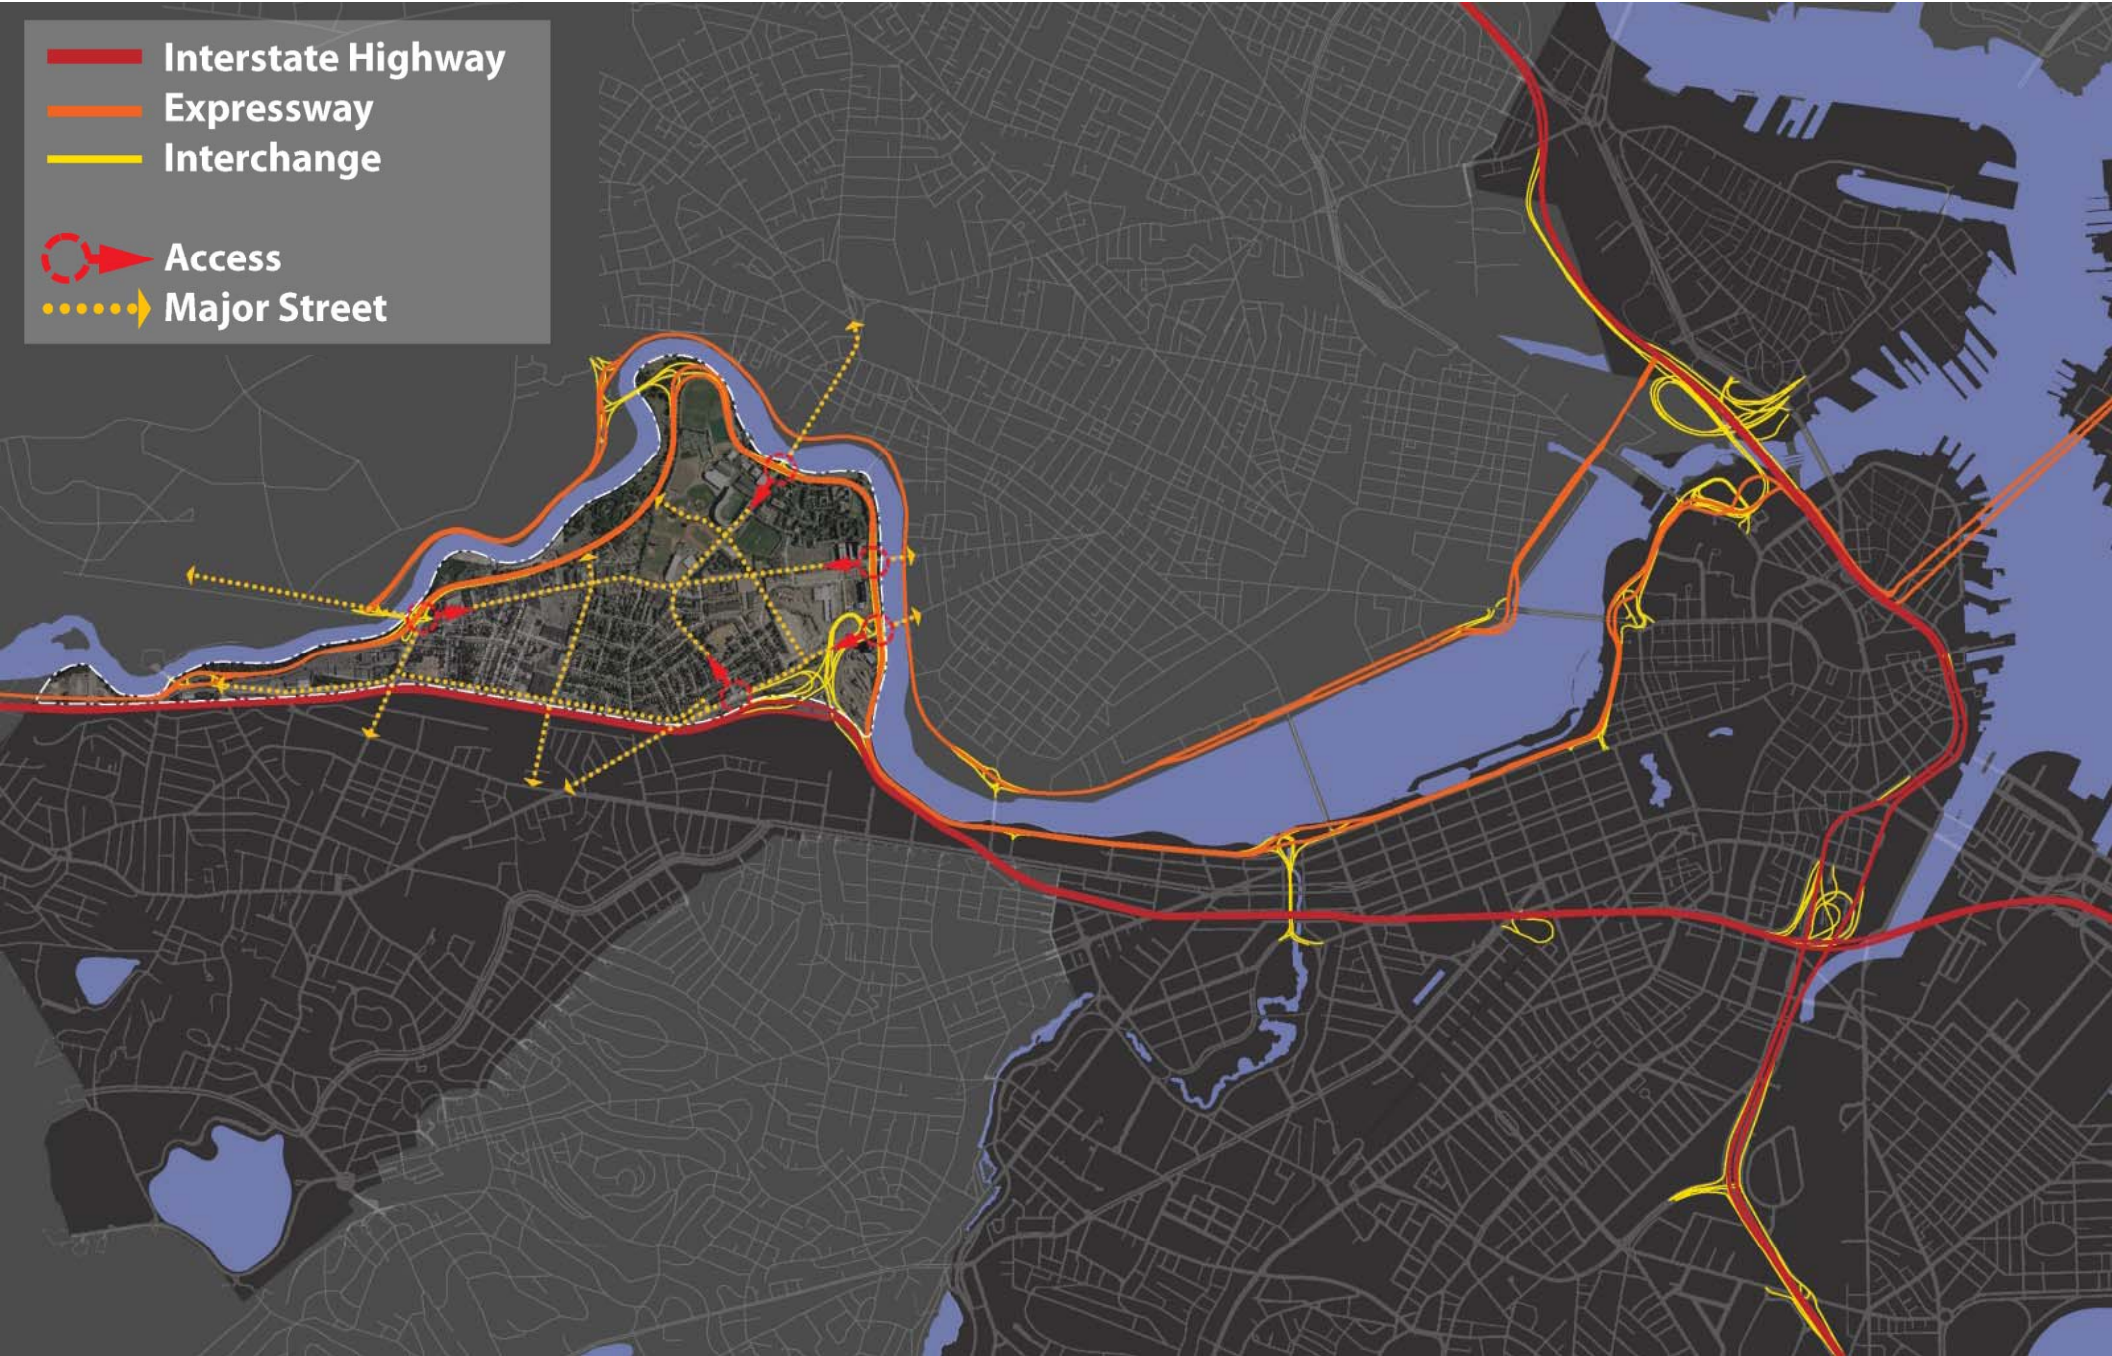 Interstate Highway
Expressway
Interchange
Access
Major Street